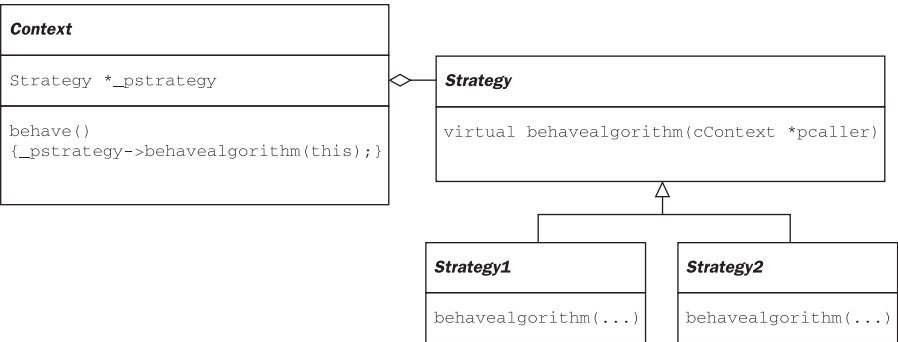 Context
Strategy *_pstrategy
behave()
{_pstrategy->behavealgorithm(this);}
Strategy
virtual behavealgorithm(cContext *pcaller)
Strategy1
behavealgorithm(...)
Strategy2
behavealgorithm(...)